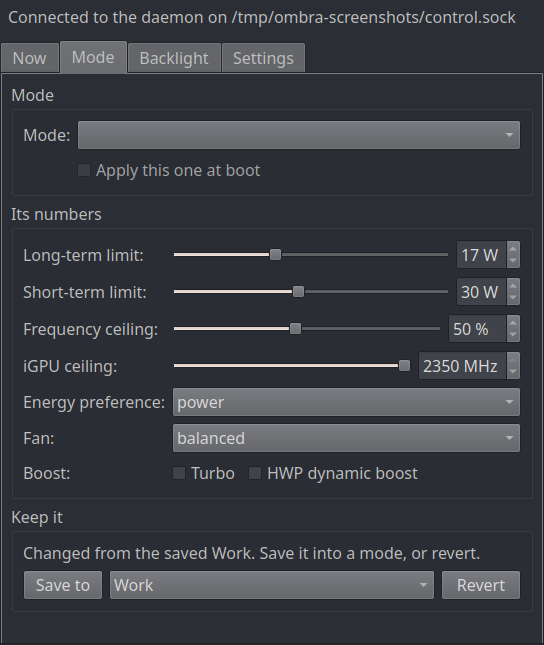 Connected to the daemon on /tmp/ombra-screenshots/control.sock
Now Mode Backlight Settings
Mode
Mode:
Apply this one at boot
Its numbers
Long-term limit: 17 W
Short-term limit: 30 W
Frequency ceiling: 50 %
iGPU ceiling: 2350 MHz
Energy preference: power
Fan: balanced
Boost: Turbo HWP dynamic boost
Keep it
Changed from the saved Work. Save it into a mode, or revert.
Save to Work Revert